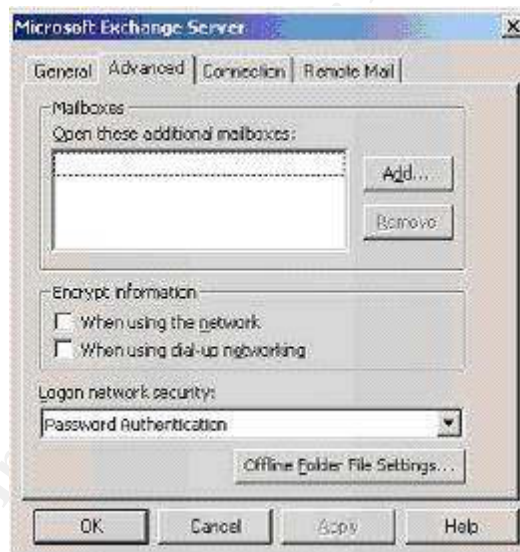 Microsoft Exchange Server
General Advanced Connection Remote Mail
Mailboxes
Open these additional mailboxes:
Add...
Remove
Encrypt information
When using the network
When using dial-up networking
Logon network security:
Password Authentication
Offline Folder File Settings...
OK Cancel Apply Help